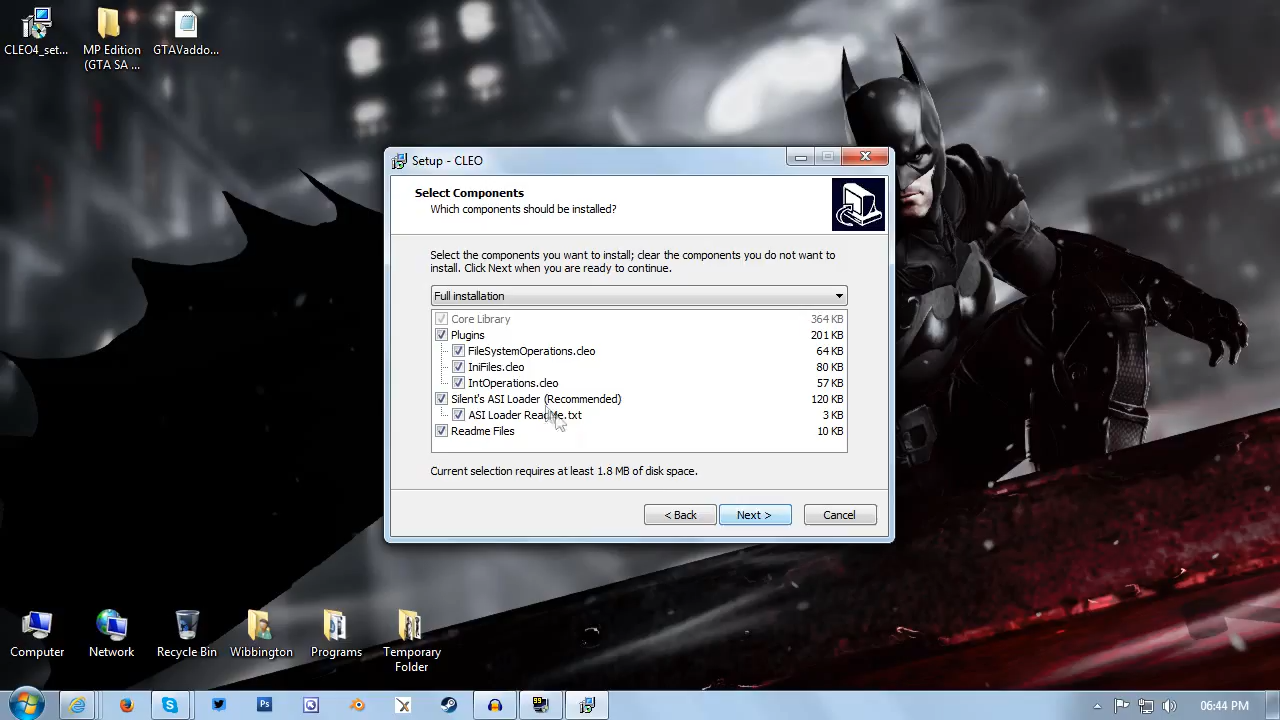 CLEO4_set...
MP Edition
(GTA SA ...
GTAVaddo...
Setup - CLEO
Select Components
Which components should be installed?
Select the components you want to install; clear the components you do not want to
install. Click Next when you are ready to continue.
Full installation
Core Library 364 KB
Plugins 201 KB
FileSystemOperations.cleo 64 KB
IniFiles.cleo 80 KB
IntOperations.cleo 57 KB
Silent's ASI Loader (Recommended) 120 KB
ASI Loader Readme.txt 3 KB
Readme Files 10 KB
Current selection requires at least 1.8 MB of disk space.
< Back
Next >
Cancel
Computer
Network
Recycle Bin
Wibbington
Programs
Temporary
Folder
Ps
99
06:44 PM